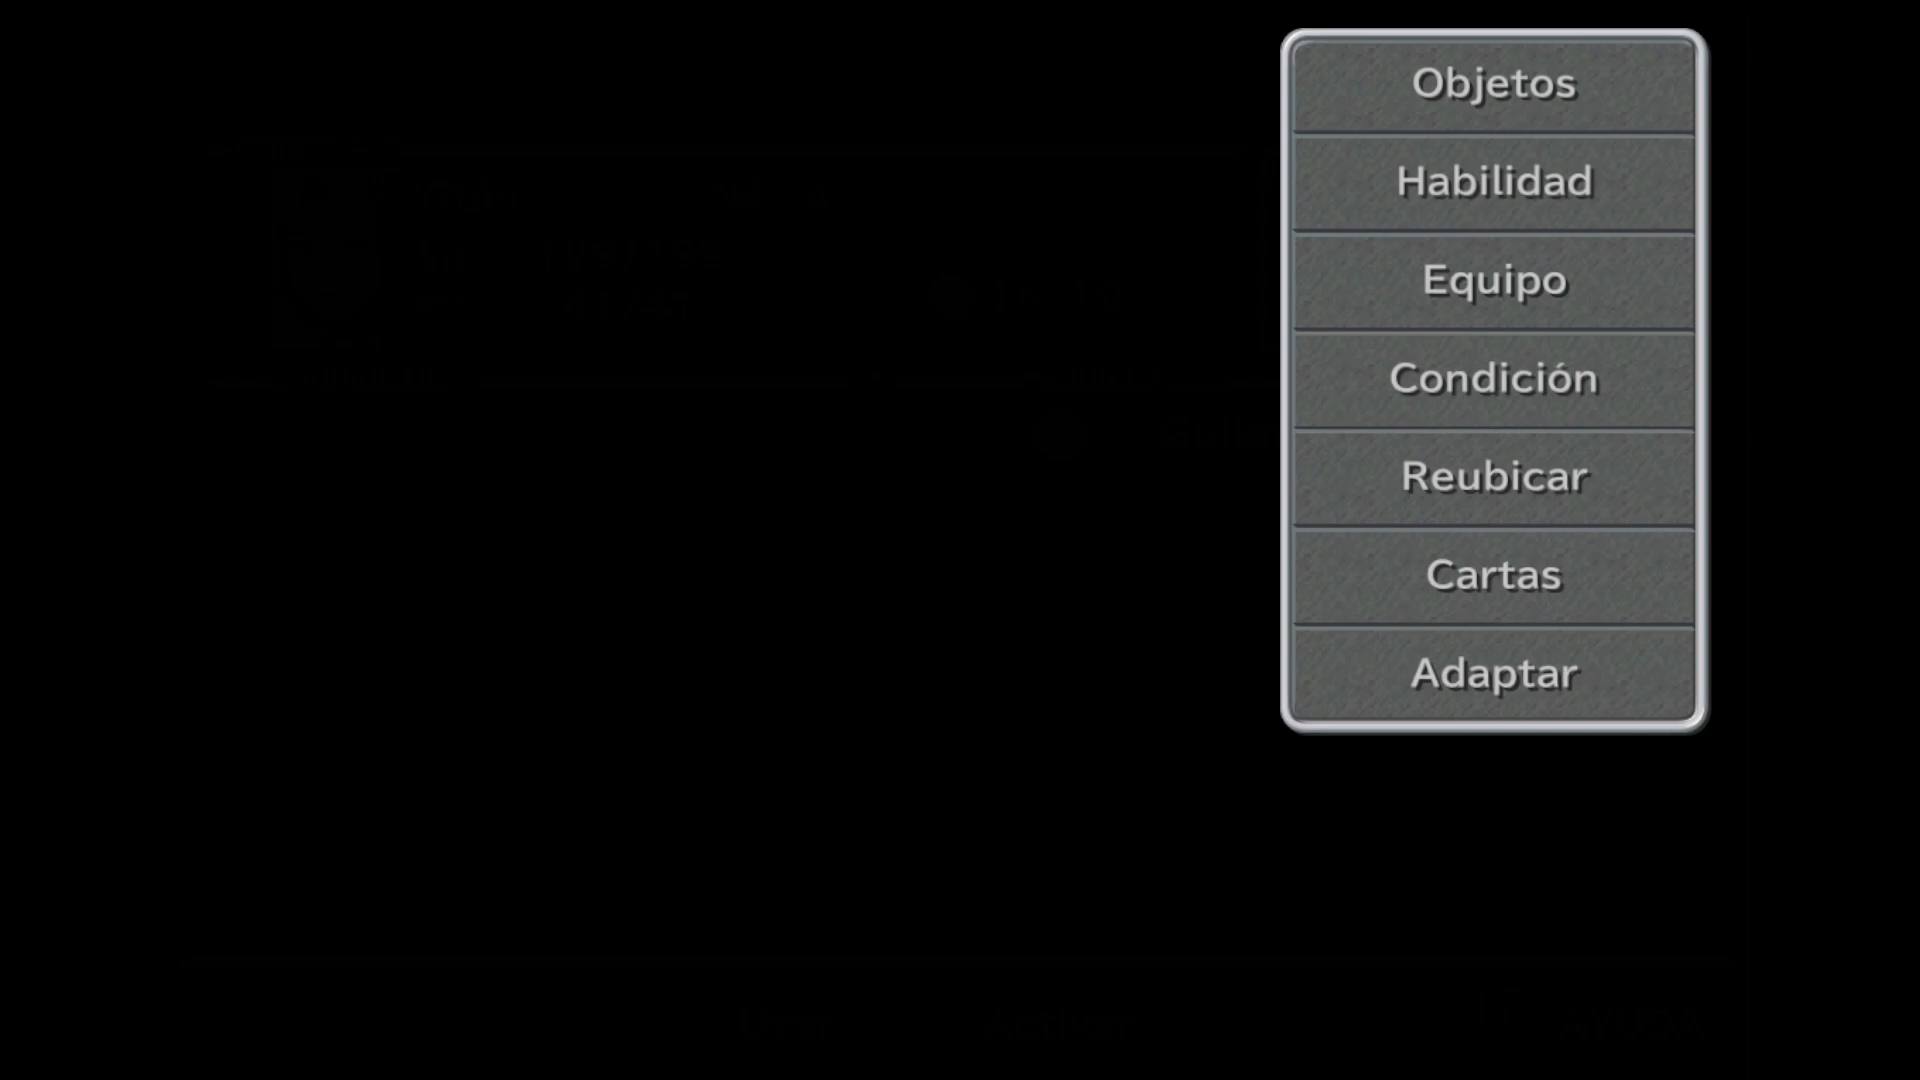 Objetos
Habilidad
Equipo
Condición
Reubicar
Cartas
Adaptar